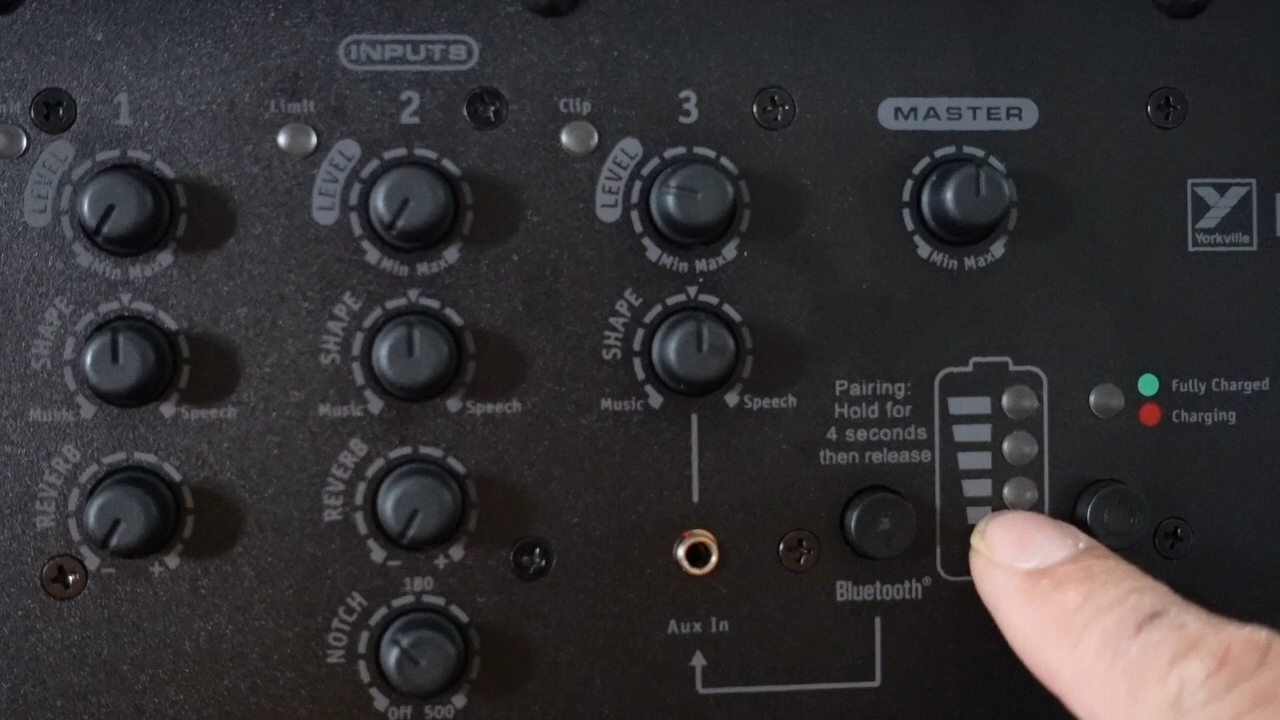 INPUTS
1
Limit
2
Clip
3
MASTER
LEVEL
LEVEL
LEVEL
Min Max
Min Max
Min Max
Min Max
Yorkville
SHAPE
SHAPE
SHAPE
Music
Speech
Music
Speech
Music
Speech
Pairing:
Hold for
4 seconds
then release
Fully Charged
Charging
REVERB
REVERB
- +
- +
Bluetooth®
Aux In
NOTCH
180
Off 500